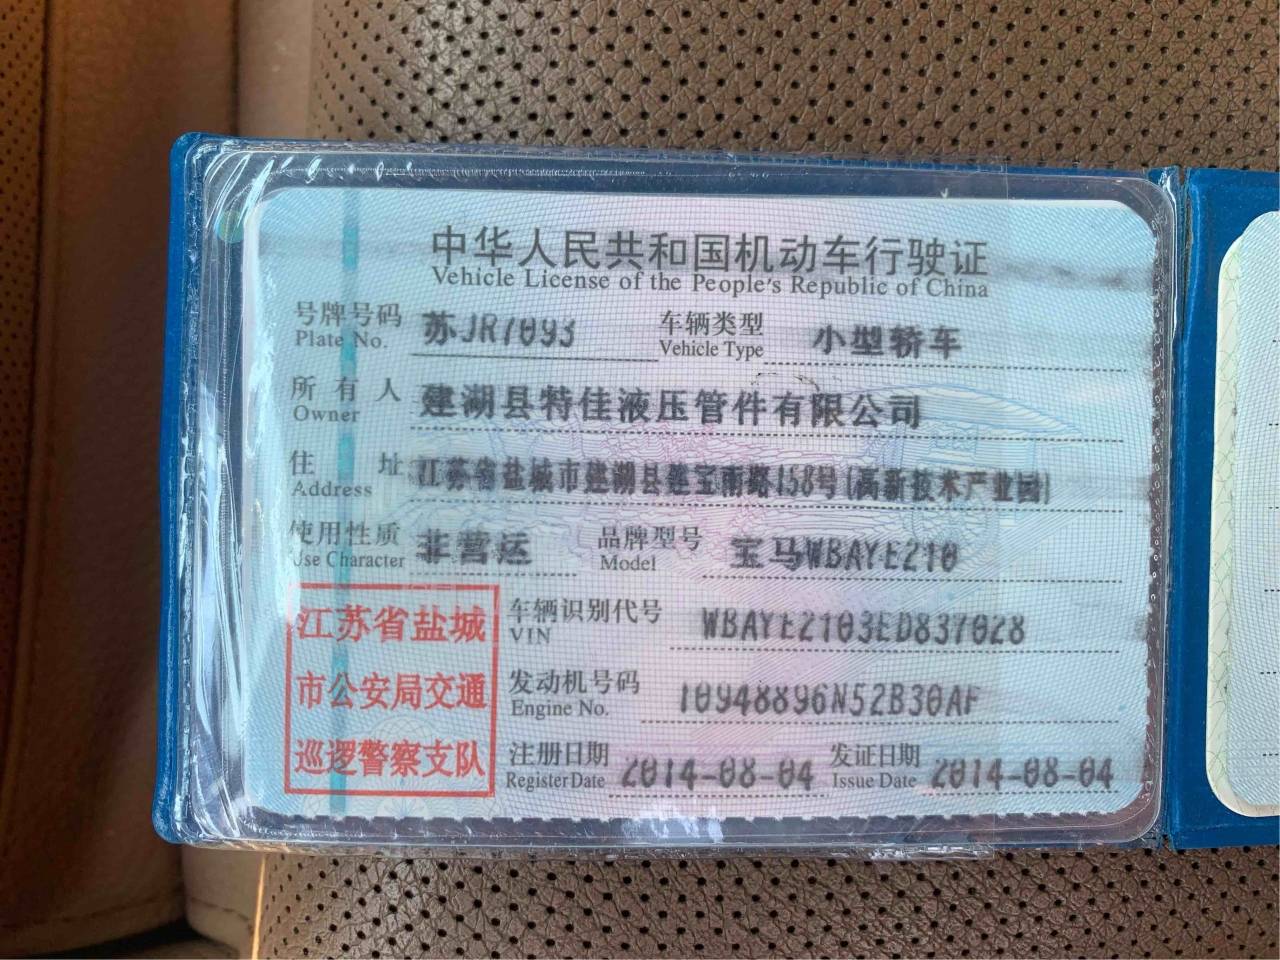 中华人民共和国机动车行驶证
Vehicle License of the People's Republic of China
号牌号码 苏JR7093 车辆类型 小型轿车
Plate No. Vehicle Type
所有人 建湖县特佳液压管件有限公司
Owner
住址 江苏省盐城市建湖县建宝南路158号(高新技术产业园)
Address
使用性质 非营运 品牌型号 宝马WBAYE210
Use Character Model
江苏省盐城
市公安局交通
巡逻警察支队
车辆识别代号 WBAYE2103ED837028
VIN
发动机号码 10948896N52B30AF
Engine No.
注册日期 2014-08-04 发证日期 2014-08-04
Register Date Issue Date